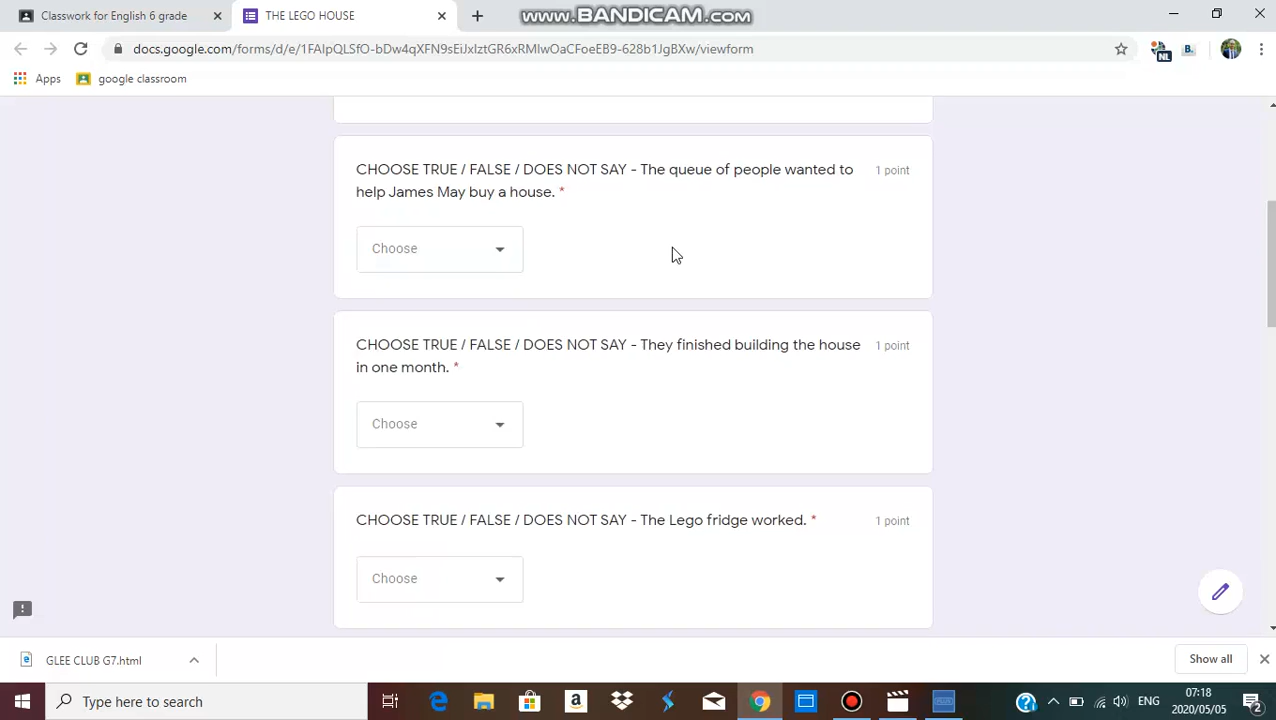 Classwork for English 6 grade
THE LEGO HOUSE
www.BANDICAM.com
docs.google.com/forms/d/e/1FAIpQLSfO-bDw4qXFN9sEiJxIztGR6xRMIwOaCFoeEB9-628b1JgBXw/viewform
NL
B.
Apps
google classroom
CHOOSE TRUE / FALSE / DOES NOT SAY - The queue of people wanted to
help James May buy a house. *
1 point
Choose
CHOOSE TRUE / FALSE / DOES NOT SAY - They finished building the house
in one month. *
1 point
Choose
CHOOSE TRUE / FALSE / DOES NOT SAY - The Lego fridge worked. *
1 point
Choose
GLEE CLUB G7.html
Show all
Type here to search
ENG
07:18
2020/05/05
2